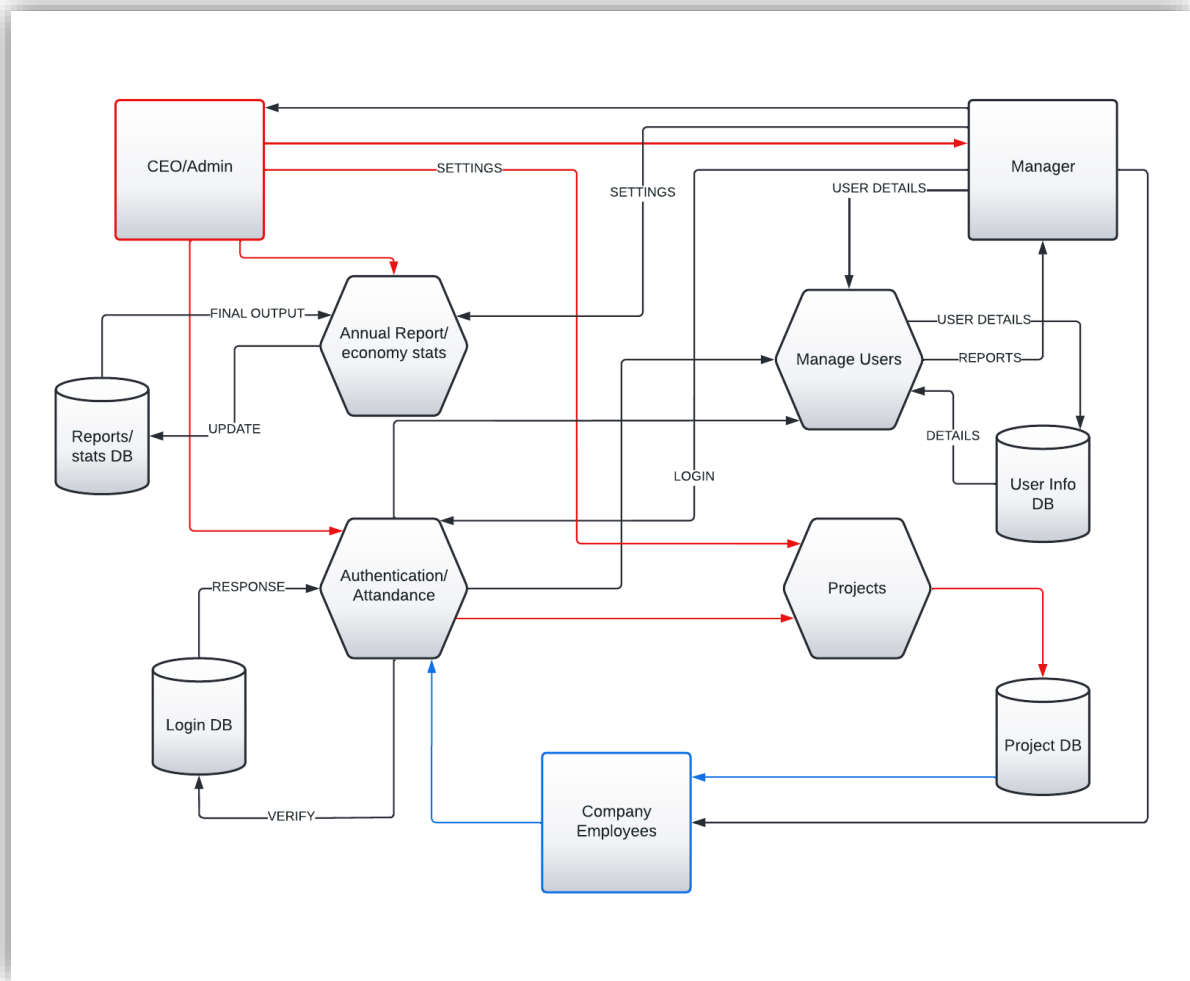 CEO/Admin
Manager
SETTINGS
SETTINGS
USER DETAILS
FINAL OUTPUT
Annual Report/
economy stats
USER DETAILS
Manage Users
REPORTS
Reports/
stats DB
UPDATE
DETAILS
LOGIN
User Info
DB
RESPONSE
Authentication/
Attandance
Projects
Login DB
Project DB
VERIFY
Company
Employees